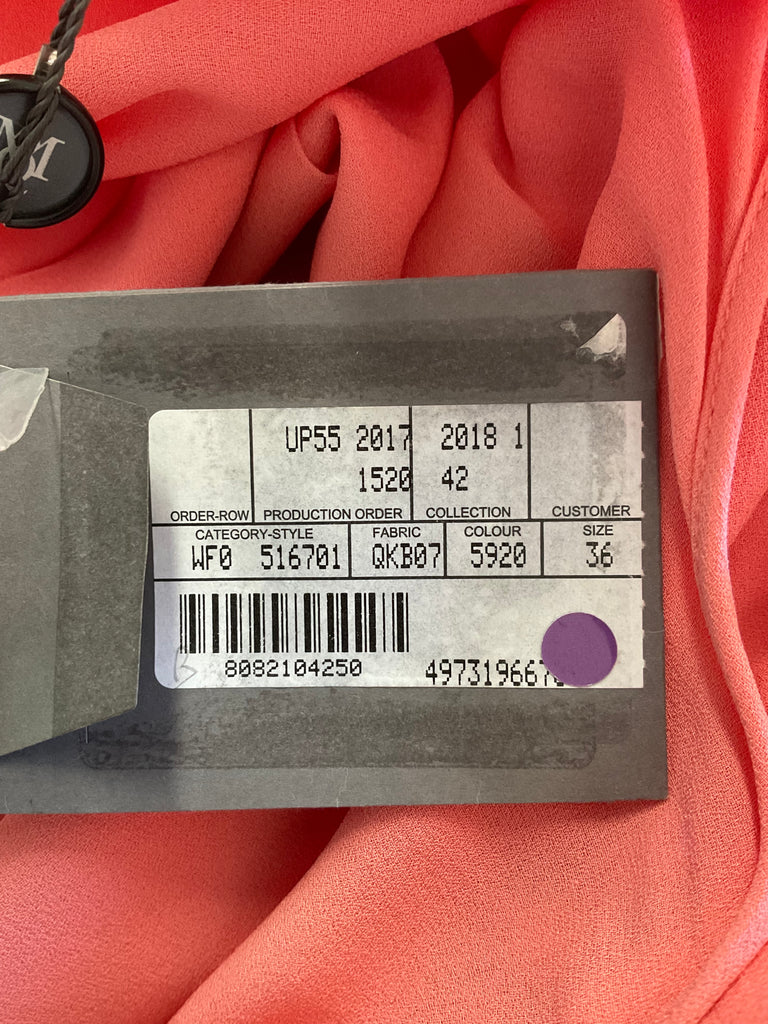 UP55 2017 2018 1
1520 42
ORDER-ROW PRODUCTION ORDER COLLECTION CUSTOMER
CATEGORY-STYLE FABRIC COLOUR SIZE
WF0 516701 QKB07 5920 36
8082104250 497319667